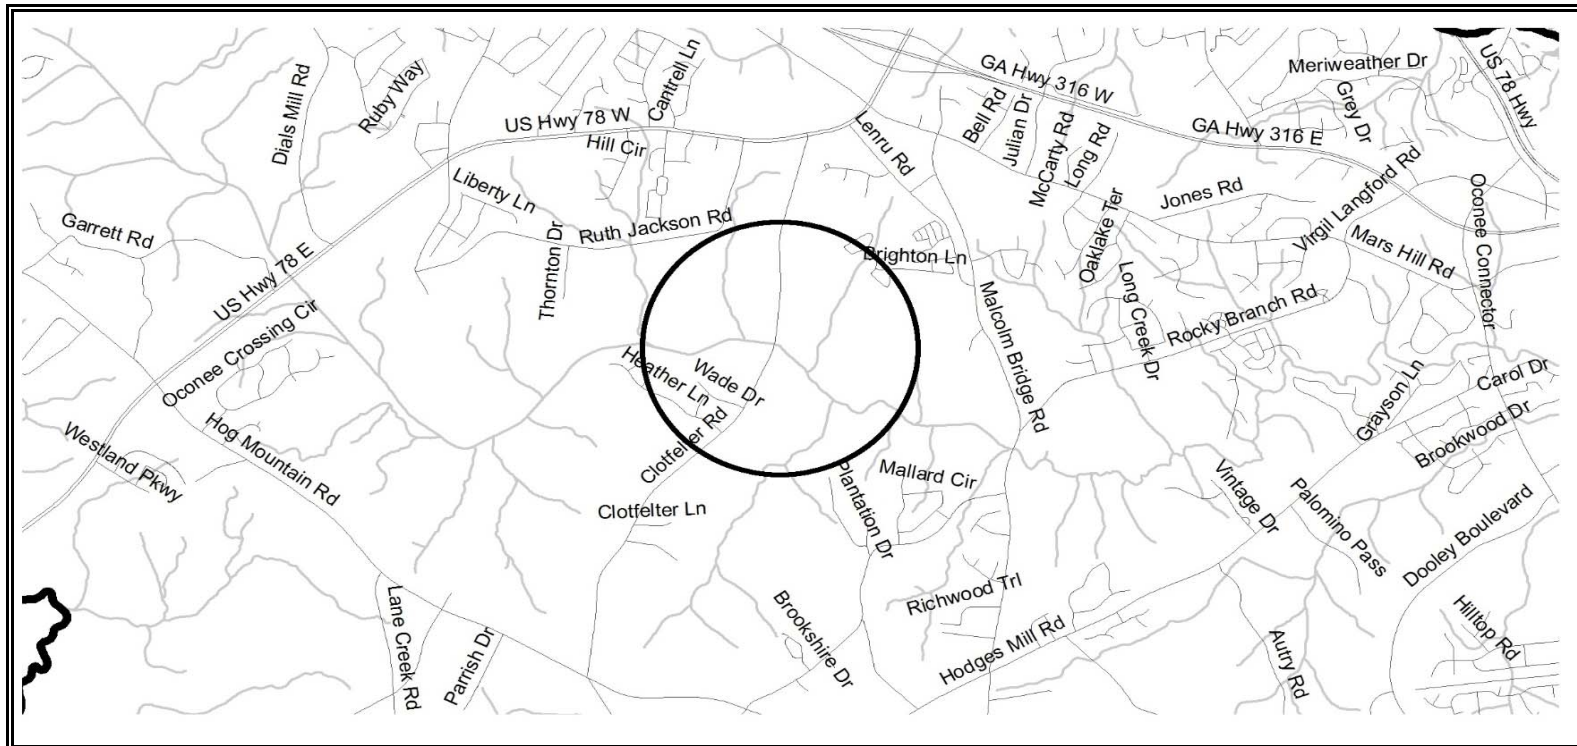 US 78 Hwy
Meriweather Dr
GA Hwy 316 W
Cantrell Ln
Ruby Way
Dials Mill Rd
Grey Dr
Bell Rd
Julian Dr
US Hwy 78 W
GA Hwy 316 E
Hill Cir
Lenru Rd
McCarty Rd
Long Rd
Liberty Ln
Jones Rd
Virgill Langford Rd
Oconee Connector
Garrett Rd
Ruth Jackson Rd
Thornton Dr
Oaklake Ter
Mars Hill Rd
Brighton Ln
US Hwy 78 E
Long Creek Dr
Malcolm Bridge Rd
Rocky Branch Rd
Oconee Crossing Cir
Heather Ln
Wade Dr
Carol Dr
Grayson Ln
Brookwood Dr
Clotfelter Rd
Hog Mountain Rd
Westland Pkwy
Mallard Cir
Plantation Dr
Vintage Dr
Palomino Pass
Clotfelter Ln
Dooley Boulevard
Richwood Trl
Lane Creek Rd
Brookshire Dr
Hilltop Rd
Parrish Dr
Hodges Mill Rd
Autry Rd